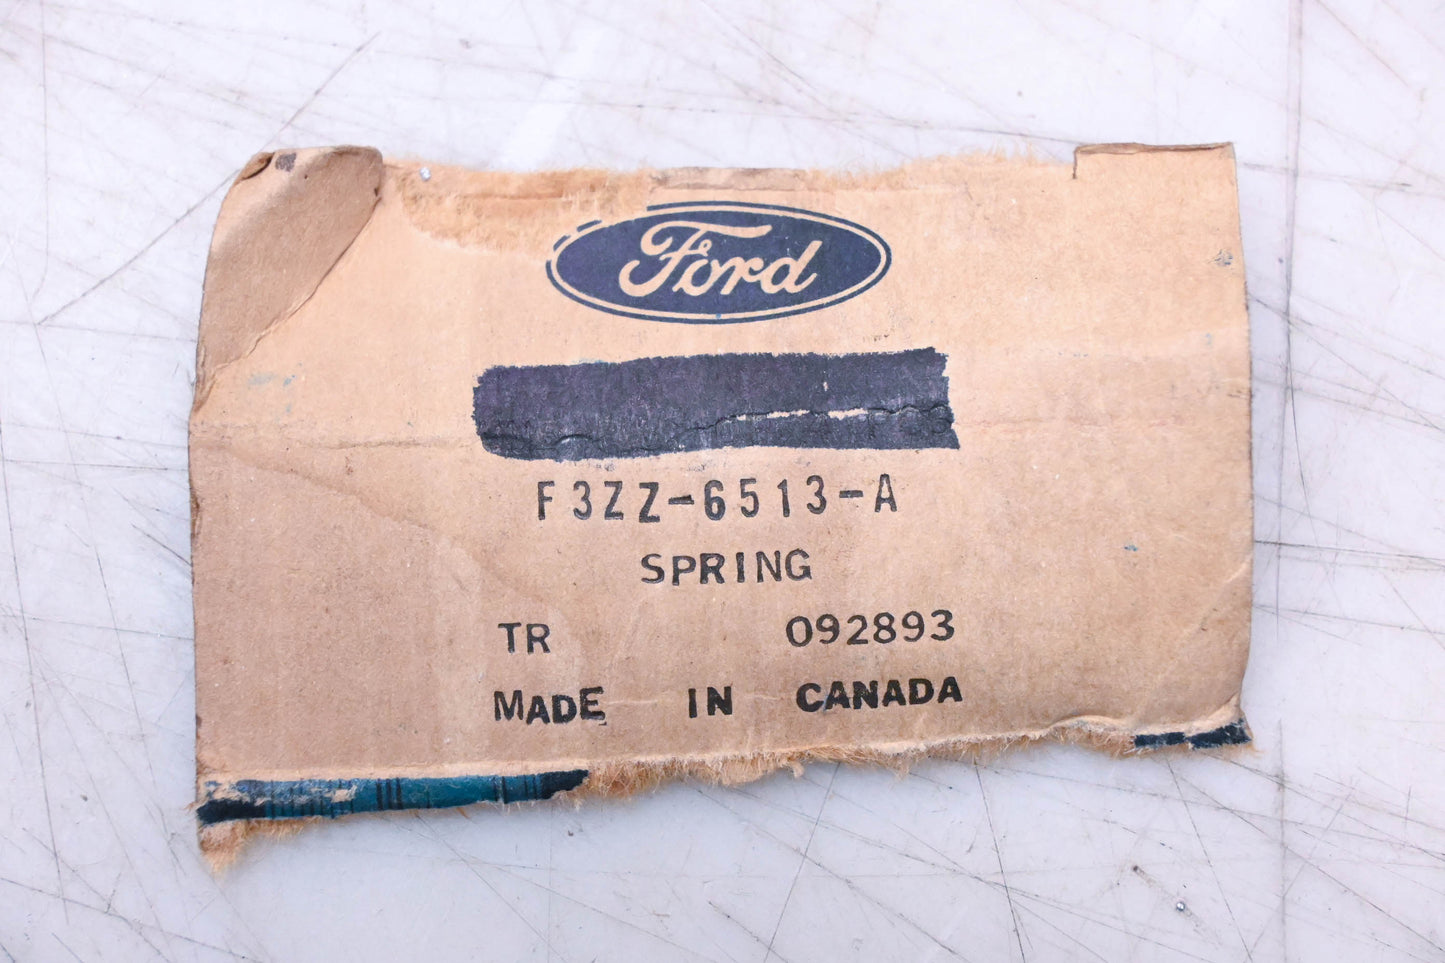 Ford
F3ZZ-6513-A
SPRING
TR 092893
MADE IN CANADA